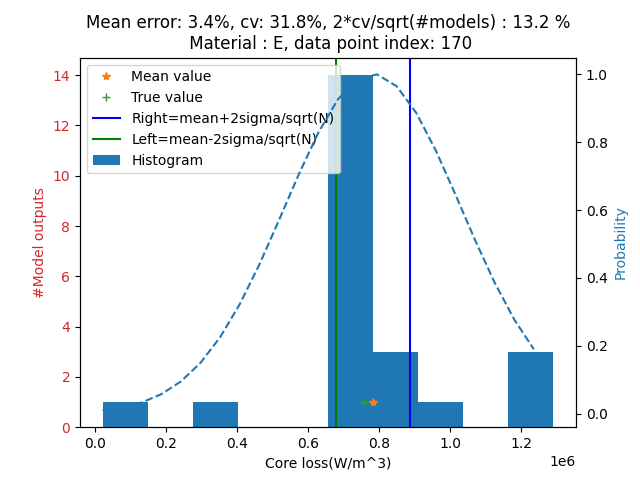 Mean error: 3.4%, cv: 31.8%, 2*cv/sqrt(#models) : 13.2 %
Material : E, data point index: 170
Mean value
True value
Right=mean+2sigma/sqrt(N)
Left=mean-2sigma/sqrt(N)
Histogram
#Model outputs
14
12
10
8
6
4
2
0
1.0
0.8
0.6
0.4
0.2
0.0
Probability
0.0
0.2
0.4
0.6
0.8
1.0
1.2
1e6
Core loss(W/m^3)